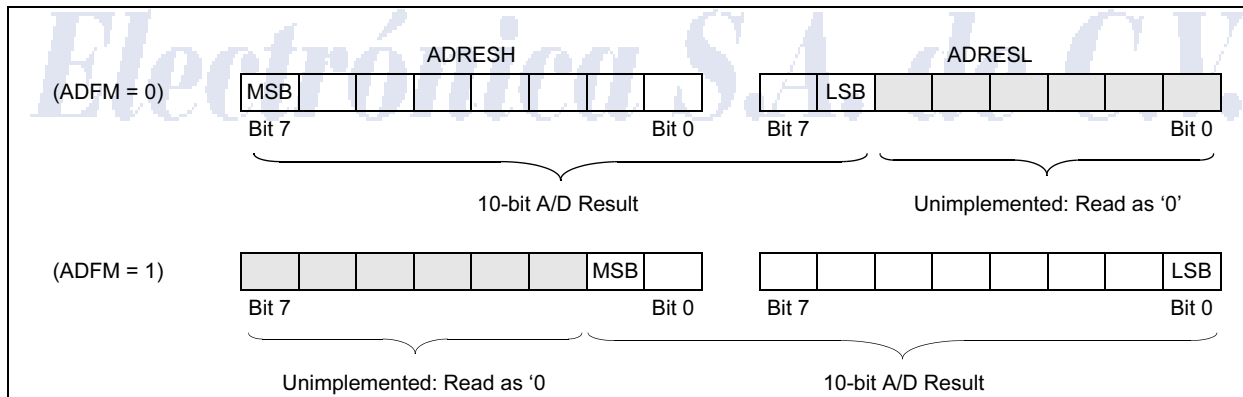 Electrónica S.A. de C.V.
ADRESH ADRESL
(ADFM = 0) MSB LSB
Bit 7 Bit 0 Bit 7 Bit 0
10-bit A/D Result Unimplemented: Read as ‘0’
(ADFM = 1) MSB LSB
Bit 7 Bit 0 Bit 7 Bit 0
Unimplemented: Read as ‘0 10-bit A/D Result